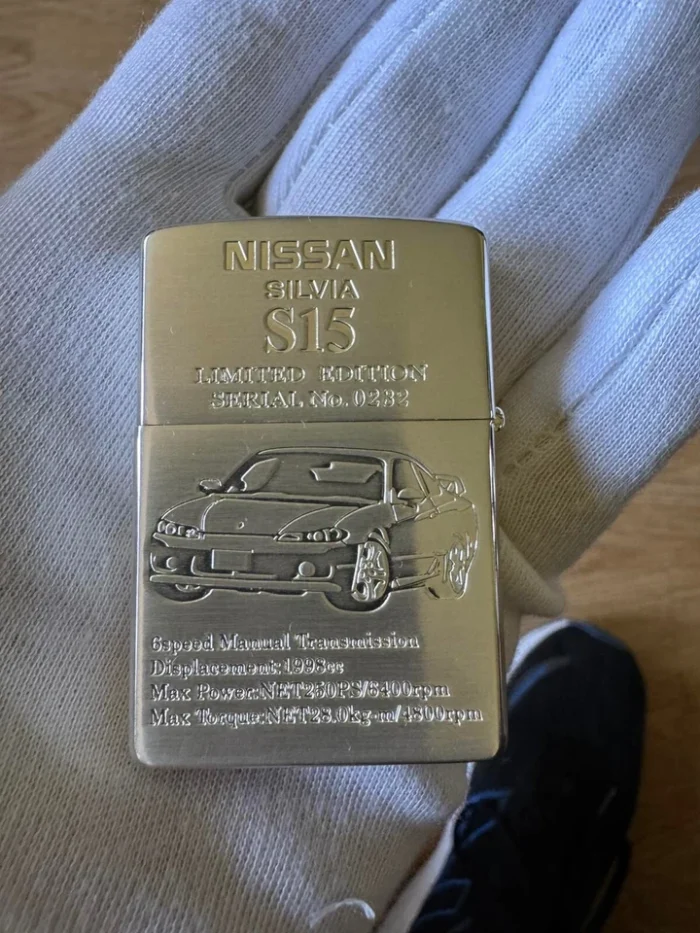 NISSAN
SILVIA
S15
LIMITED EDITION
SERIAL No. 0282
6speed Manual Transmission
Displacement:1998cc
Max Power:NET250PS/6400rpm
Max Torque:NET28.0kg-m/4800rpm